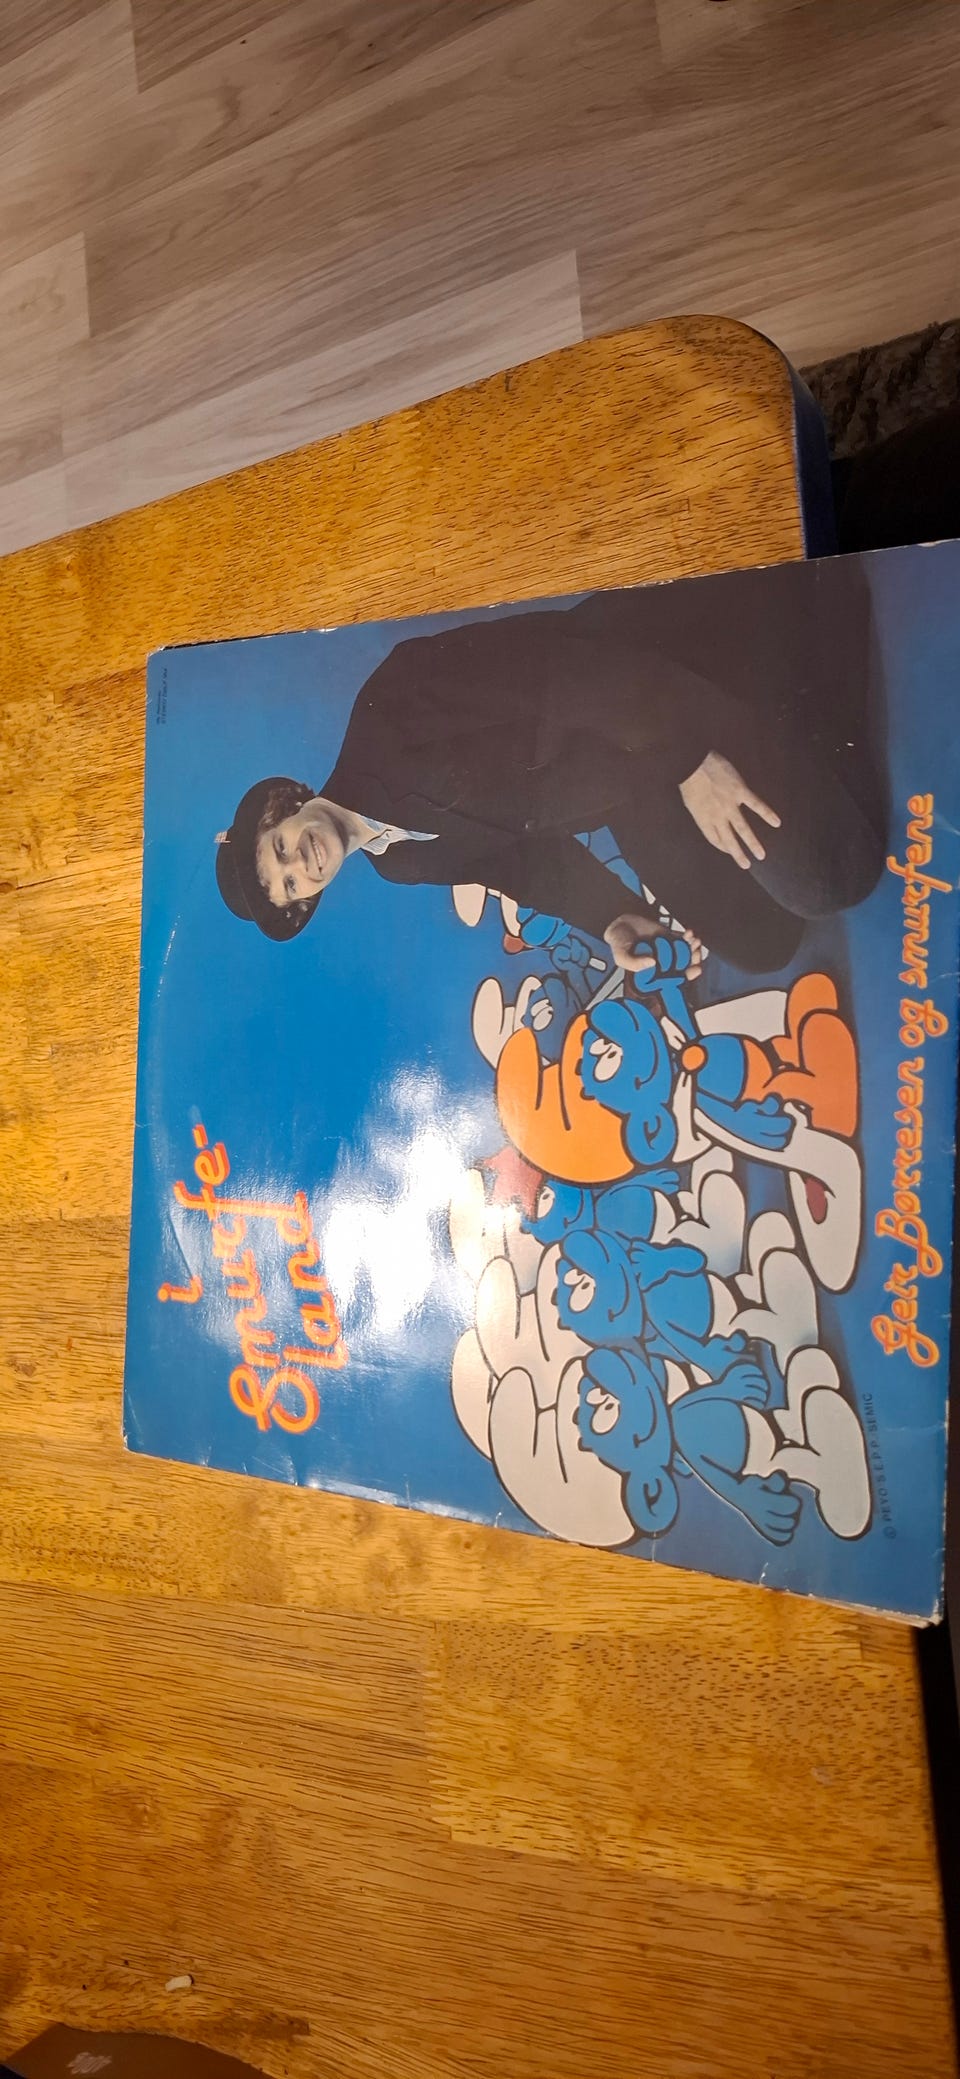 i
Smurfe-
land
Geir Børresen og smurfene
© PEYO S.E.P.P. SEMIC